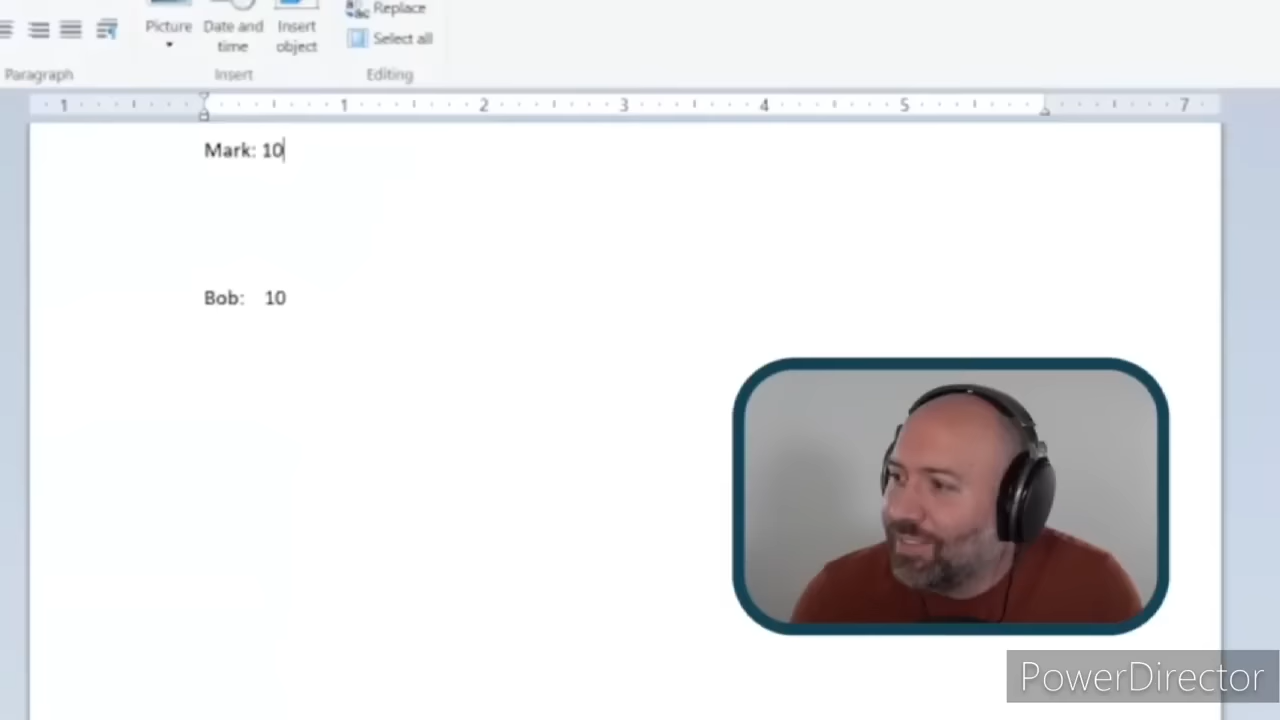 Picture Date and Insert Replace
time object Select all
Paragraph Insert Editing
1 1 2 3 4 5 7
Mark: 10
Bob: 10
PowerDirector